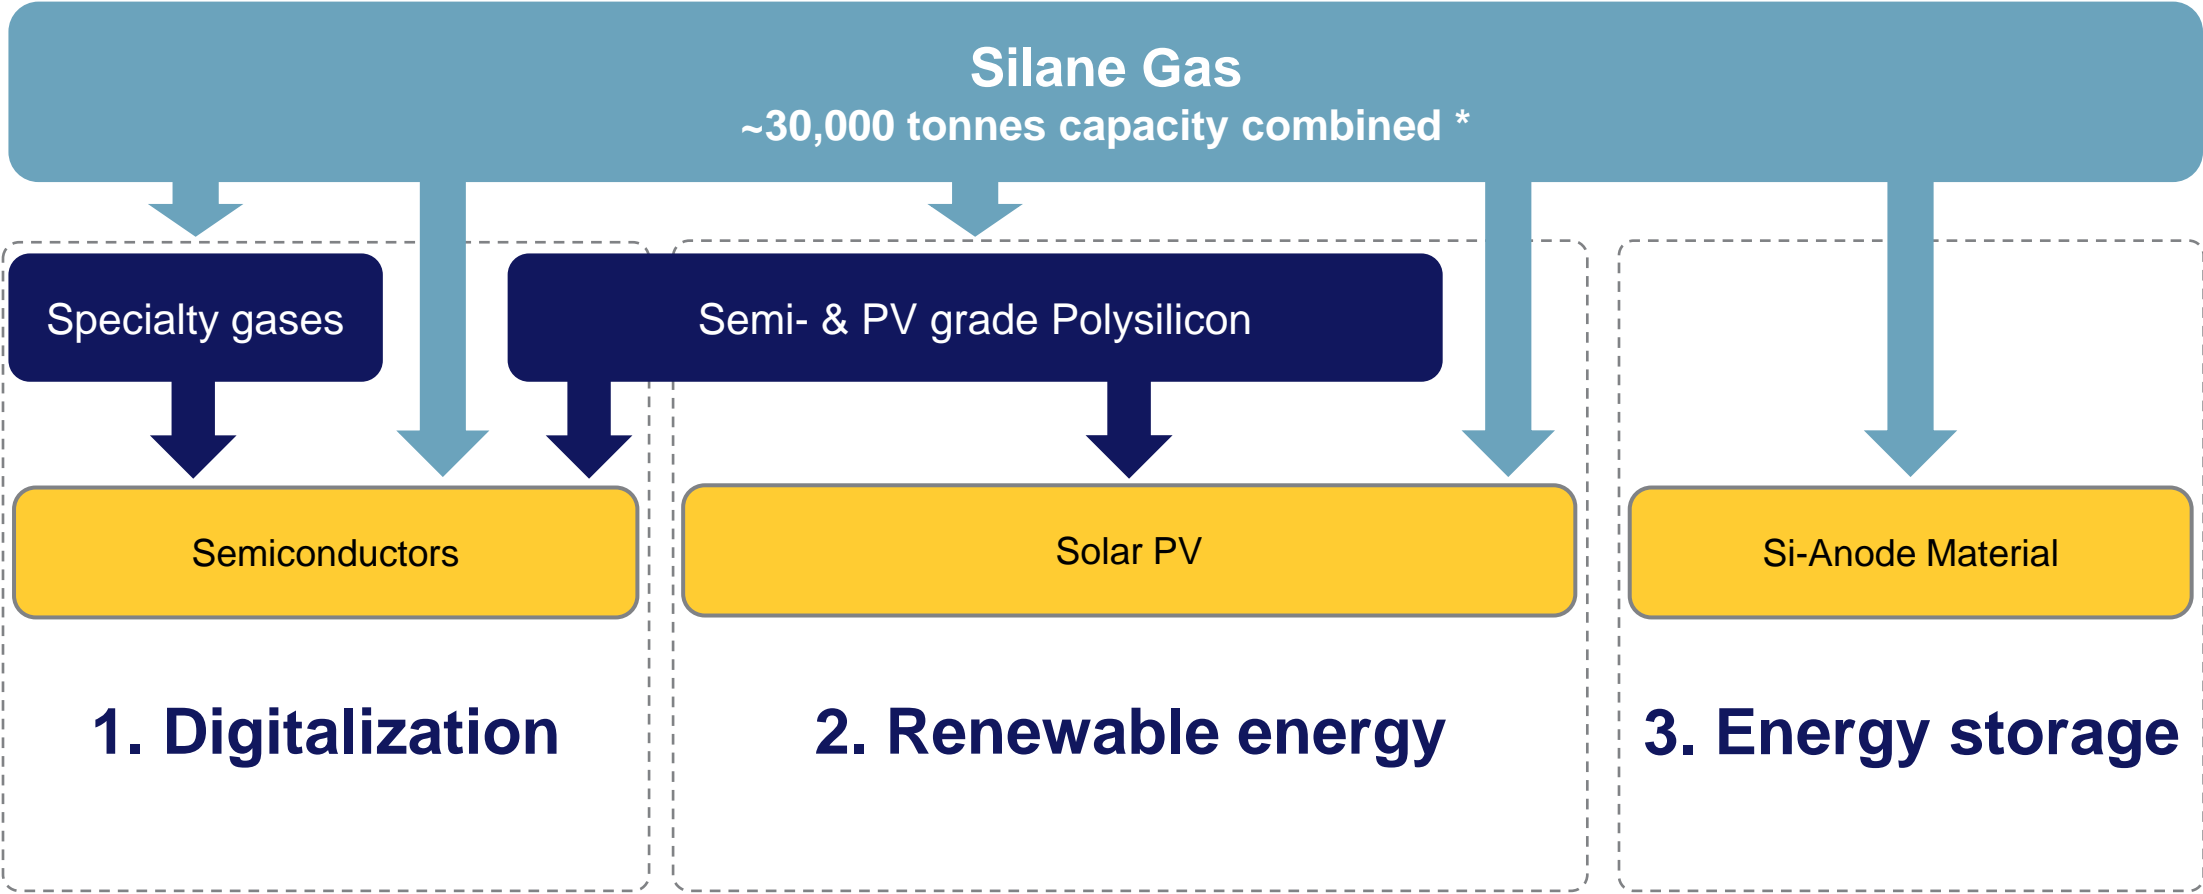 Silane Gas
~30,000 tonnes capacity combined *
Specialty gases
Semi- & PV grade Polysilicon
Semiconductors
Solar PV
Si-Anode Material
1. Digitalization
2. Renewable energy
3. Energy storage